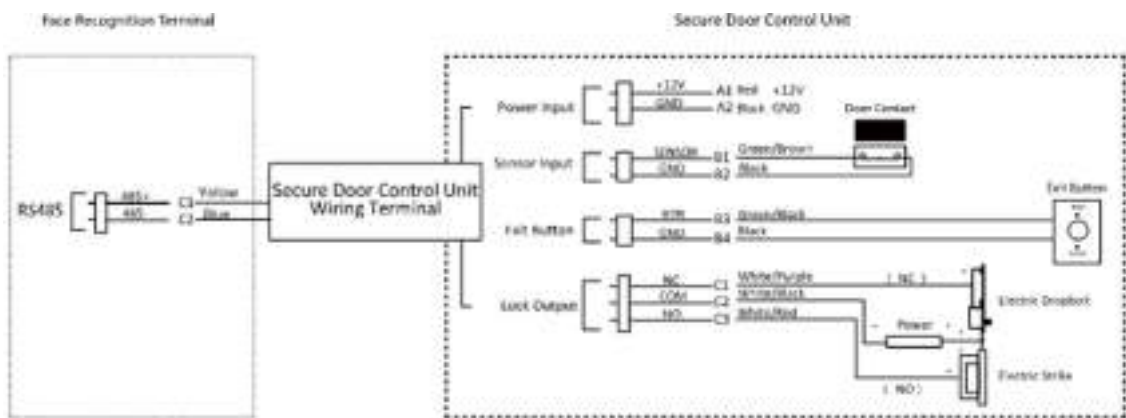 Face Recognition Terminal
Secure Door Control Unit
Power Input
+12V A1 Red +12V
GND A2 Black GND
Door Contact
Sensor Input
SENSOR B1 Green/Brown
GND B2 Black
Secure Door Control Unit
Wiring Terminal
RS485
485+ Yellow
485- Blue
Exit Button
Exit Button
B3 Green/Black
GND B4 Black
Lock Output
NC C1 White/Purple ( NC )
COM C2 White/Black
NO C3 White/Red
Electric Dropbolt
Power
Electric Strike
( NO )